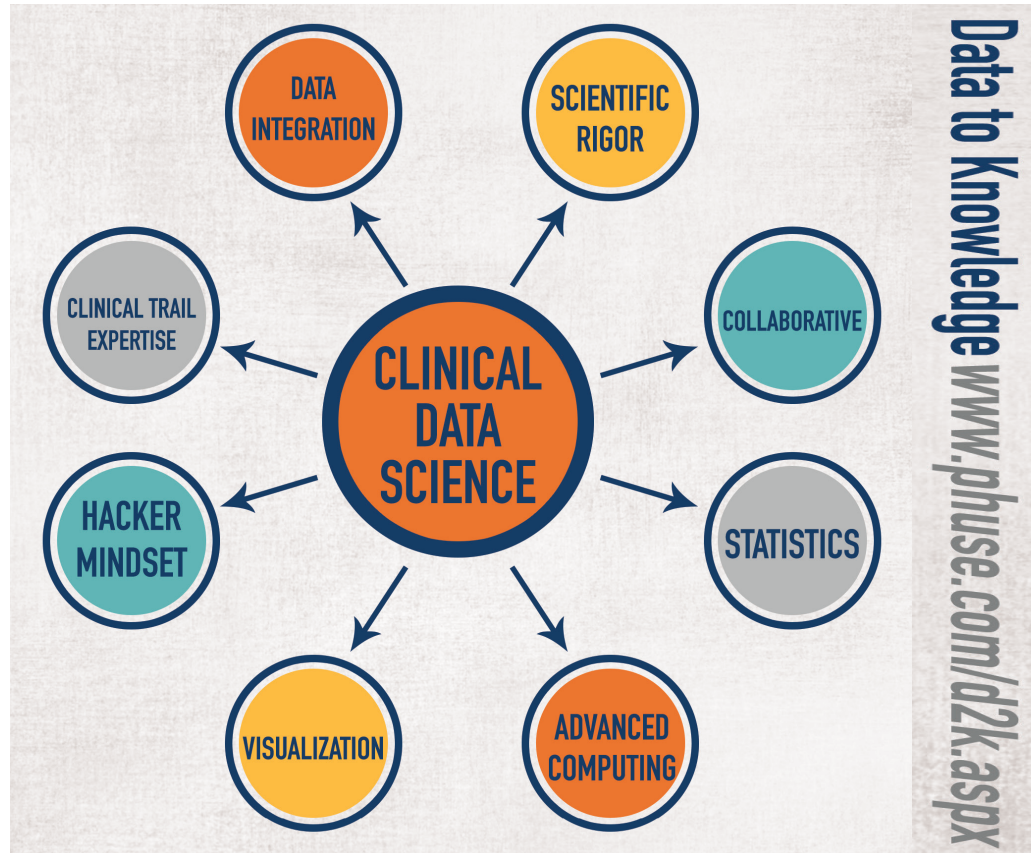 DATA
INTEGRATION
SCIENTIFIC
RIGOR
CLINICAL TRAIL
EXPERTISE
COLLABORATIVE
CLINICAL
DATA
SCIENCE
HACKER
MINDSET
STATISTICS
VISUALIZATION
ADVANCED
COMPUTING
Data to Knowledge www.phuse.com/d2k.aspx